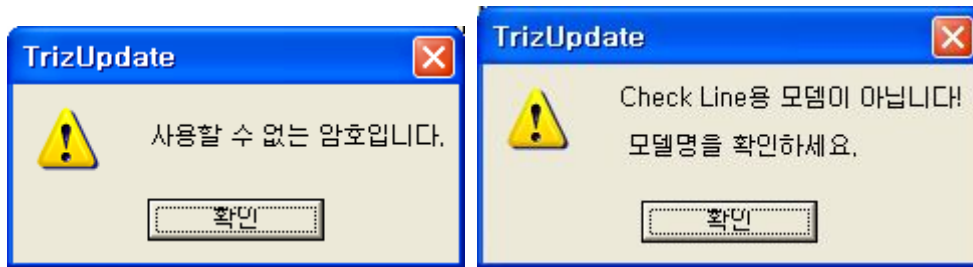 TrizUpdate
사용할 수 없는 암호입니다.
확인
TrizUpdate
Check Line용 모뎀이 아닙니다!
모델명을 확인하세요.
확인